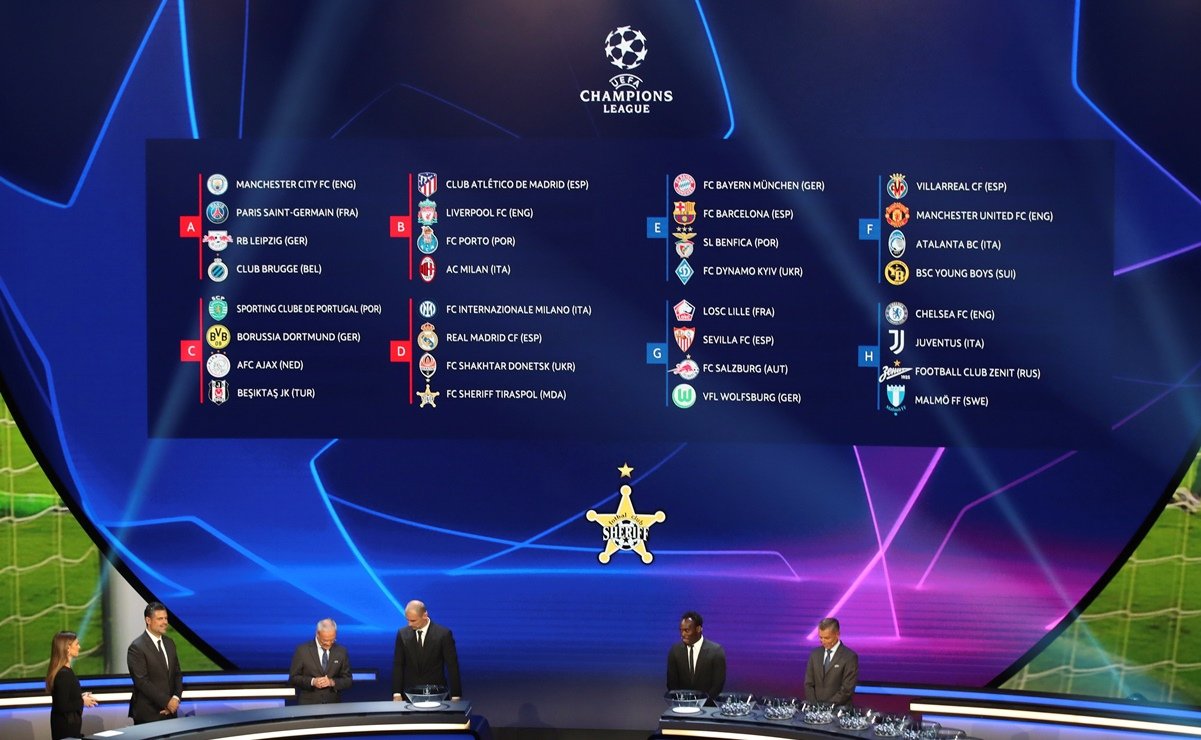 UEFA
CHAMPIONS
LEAGUE
A
MANCHESTER CITY FC (ENG)
PARIS SAINT-GERMAIN (FRA)
RB LEIPZIG (GER)
CLUB BRUGGE (BEL)
B
CLUB ATLÉTICO DE MADRID (ESP)
LIVERPOOL FC (ENG)
FC PORTO (POR)
AC MILAN (ITA)
C
SPORTING CLUBE DE PORTUGAL (POR)
BORUSSIA DORTMUND (GER)
AFC AJAX (NED)
BEŞIKTAŞ JK (TUR)
D
FC INTERNAZIONALE MILANO (ITA)
REAL MADRID CF (ESP)
FC SHAKHTAR DONETSK (UKR)
FC SHERIFF TIRASPOL (MDA)
E
FC BAYERN MÜNCHEN (GER)
FC BARCELONA (ESP)
SL BENFICA (POR)
FC DYNAMO KYIV (UKR)
F
VILLARREAL CF (ESP)
MANCHESTER UNITED FC (ENG)
ATALANTA BC (ITA)
BSC YOUNG BOYS (SUI)
G
LOSC LILLE (FRA)
SEVILLA FC (ESP)
FC SALZBURG (AUT)
VFL WOLFSBURG (GER)
H
CHELSEA FC (ENG)
JUVENTUS (ITA)
FOOTBALL CLUB ZENIT (RUS)
MALMÖ FF (SWE)
futbal club
SHERIFF